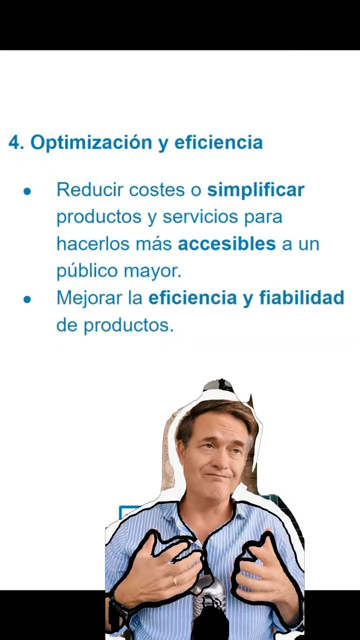 4. Optimización y eficiencia
● Reducir costes o simplificar
productos y servicios para
hacerlos más accesibles a un
público mayor.
● Mejorar la eficiencia y fiabilidad
de productos.